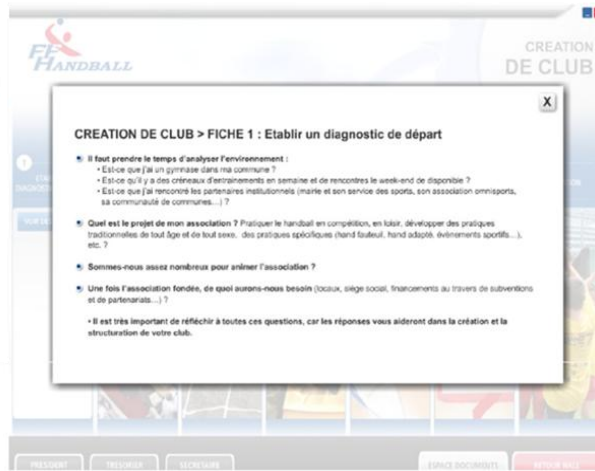 FF
HANDBALL
CREATION
DE CLUB
X
CREATION DE CLUB > FICHE 1 : Etablir un diagnostic de départ
1
Il faut prendre le temps d'analyser l'environnement :
• Est-ce que j'ai un gymnase dans ma commune ?
• Est-ce qu'il y a des créneaux d'entrainements en semaine et de rencontres le week-end de disponible ?
• Est-ce que j'ai rencontré les partenaires institutionnels (mairie et son service des sports, son association omnisports,
sa communauté de communes…) ?
Quel est le projet de mon association ? Pratiquer le handball en compétition, en loisir, développer des pratiques
traditionnelles de tout âge et de tout sexe, des pratiques spécifiques (hand fauteuil, hand adapté, évènements sportifs…),
etc. ?
Sommes-nous assez nombreux pour animer l'association ?
Une fois l'association fondée, de quoi aurons-nous besoin (locaux, siège social, financements au travers de subventions
et de partenariats…) ?
• Il est très important de réfléchir à toutes ces questions, car les réponses vous aideront dans la création et la
structuration de votre club.
PRESIDENT
TRESORIER
SECRETAIRE
ESPACE DOCUMENTS
RETOUR MALE